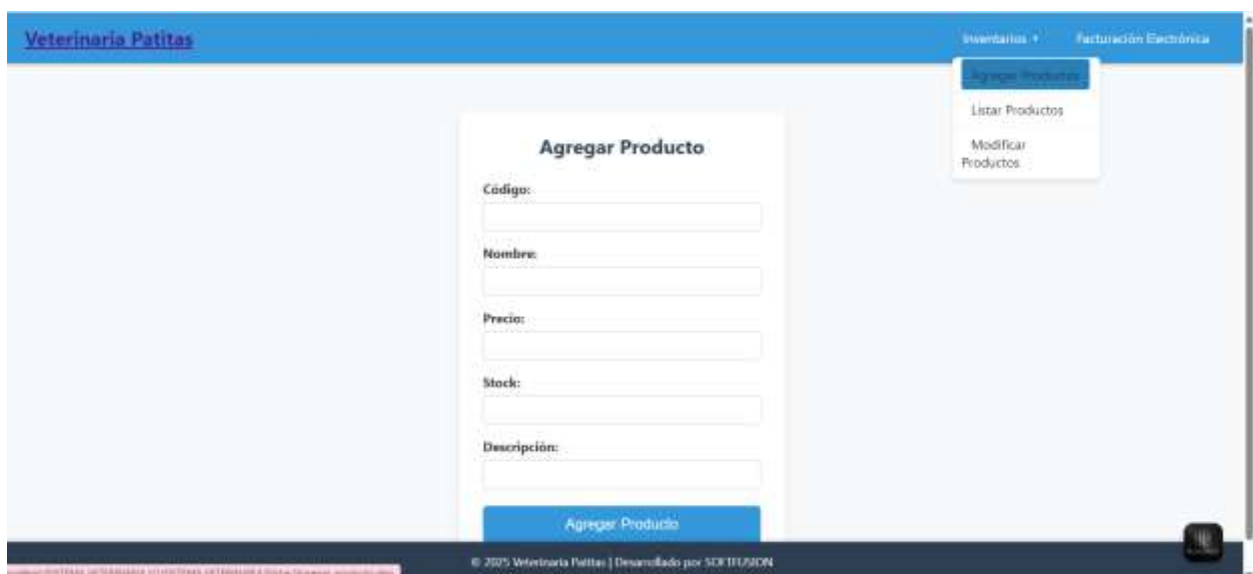 Veterinaria Patitas
Inventarios
Facturación Electrónica
Agregar Productos
Listar Productos
Modificar
Productos
Agregar Producto
Código:
Nombre:
Precio:
Stock:
Descripción:
Agregar Producto
© 2025 Veterinaria Patitas | Desarrollado por SOFTFUSION